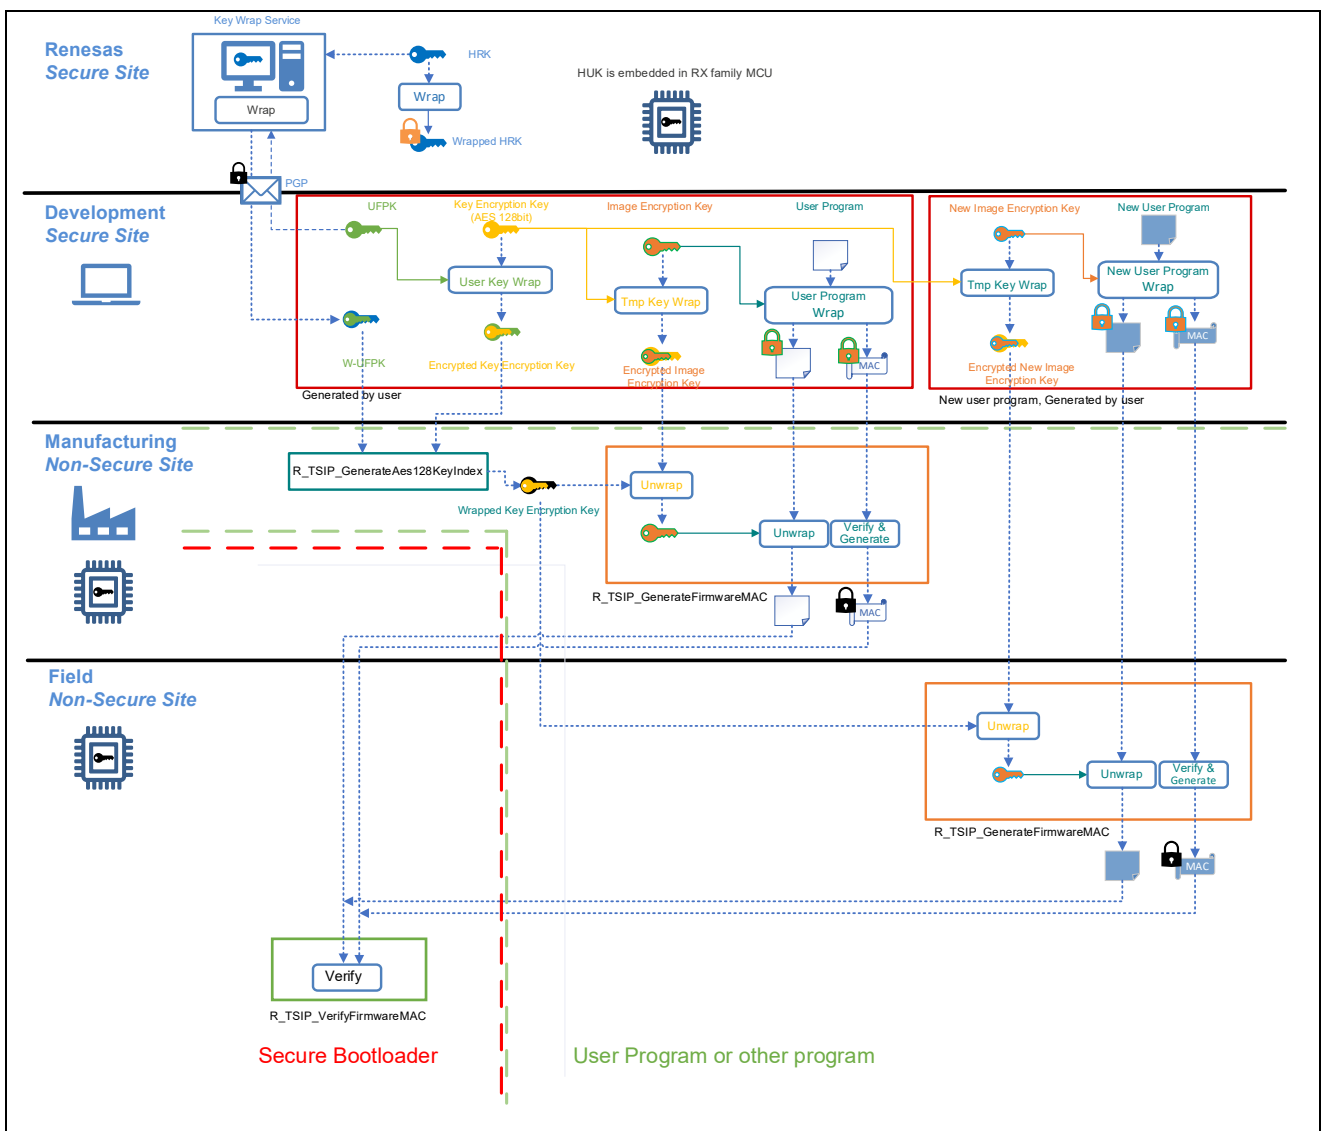 Key Wrap Service
Renesas
Secure Site
HRK
Wrap
Wrap
Wrapped HRK
HUK is embedded in RX family MCU
PGP
Development
Secure Site
UFPK
Key Encryption Key
(AES 128bit)
Image Encryption Key
User Program
New Image Encryption Key
New User Program
User Key Wrap
Tmp Key Wrap
User Program
Wrap
Tmp Key Wrap
New User Program
Wrap
W-UFPK
Encrypted Key Encryption Key
Encrypted Image
Encryption Key
MAC
Encrypted New Image
Encryption Key
MAC
Generated by user
New user program, Generated by user
Manufacturing
Non-Secure Site
R_TSIP_GenerateAes128KeyIndex
Wrapped Key Encryption Key
Unwrap
Unwrap
Verify &
Generate
R_TSIP_GenerateFirmwareMAC
MAC
Field
Non-Secure Site
Unwrap
Unwrap
Verify &
Generate
R_TSIP_GenerateFirmwareMAC
MAC
Verify
R_TSIP_VerifyFirmwareMAC
Secure Bootloader
User Program or other program